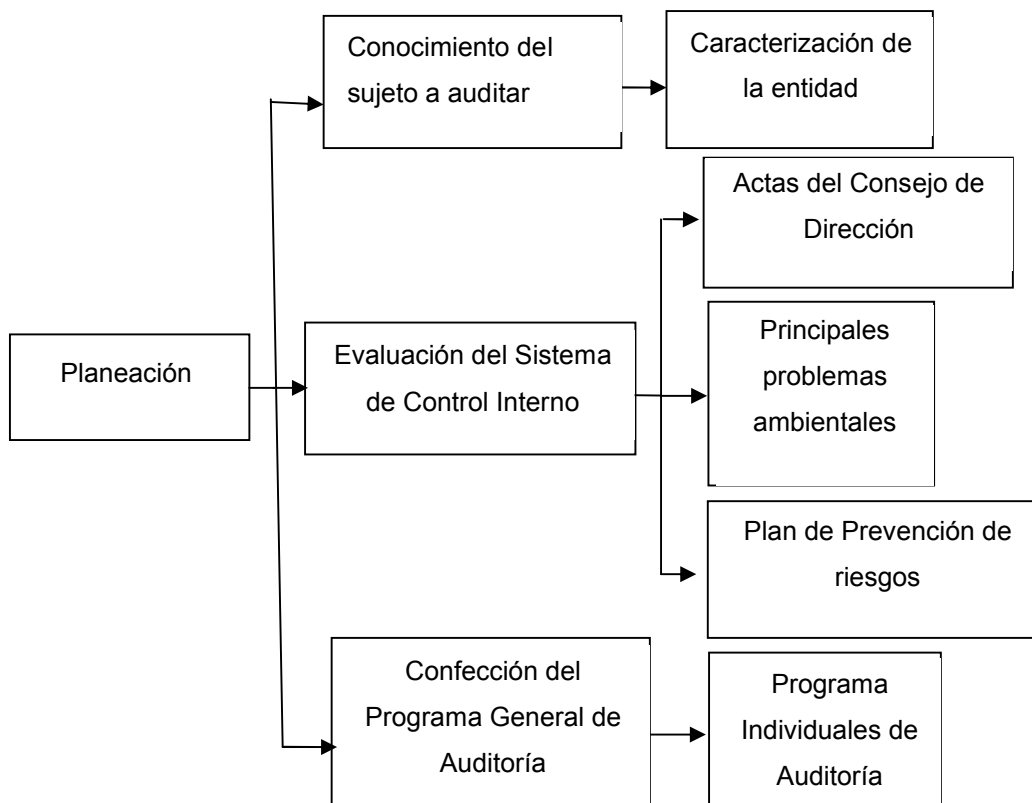 Conocimiento del
sujeto a auditar
Caracterización de
la entidad
Actas del Consejo de
Dirección
Planeación
Evaluación del Sistema
de Control Interno
Principales
problemas
ambientales
Plan de Prevención de
riesgos
Confección del
Programa General de
Auditoría
Programa
Individuales de
Auditoría